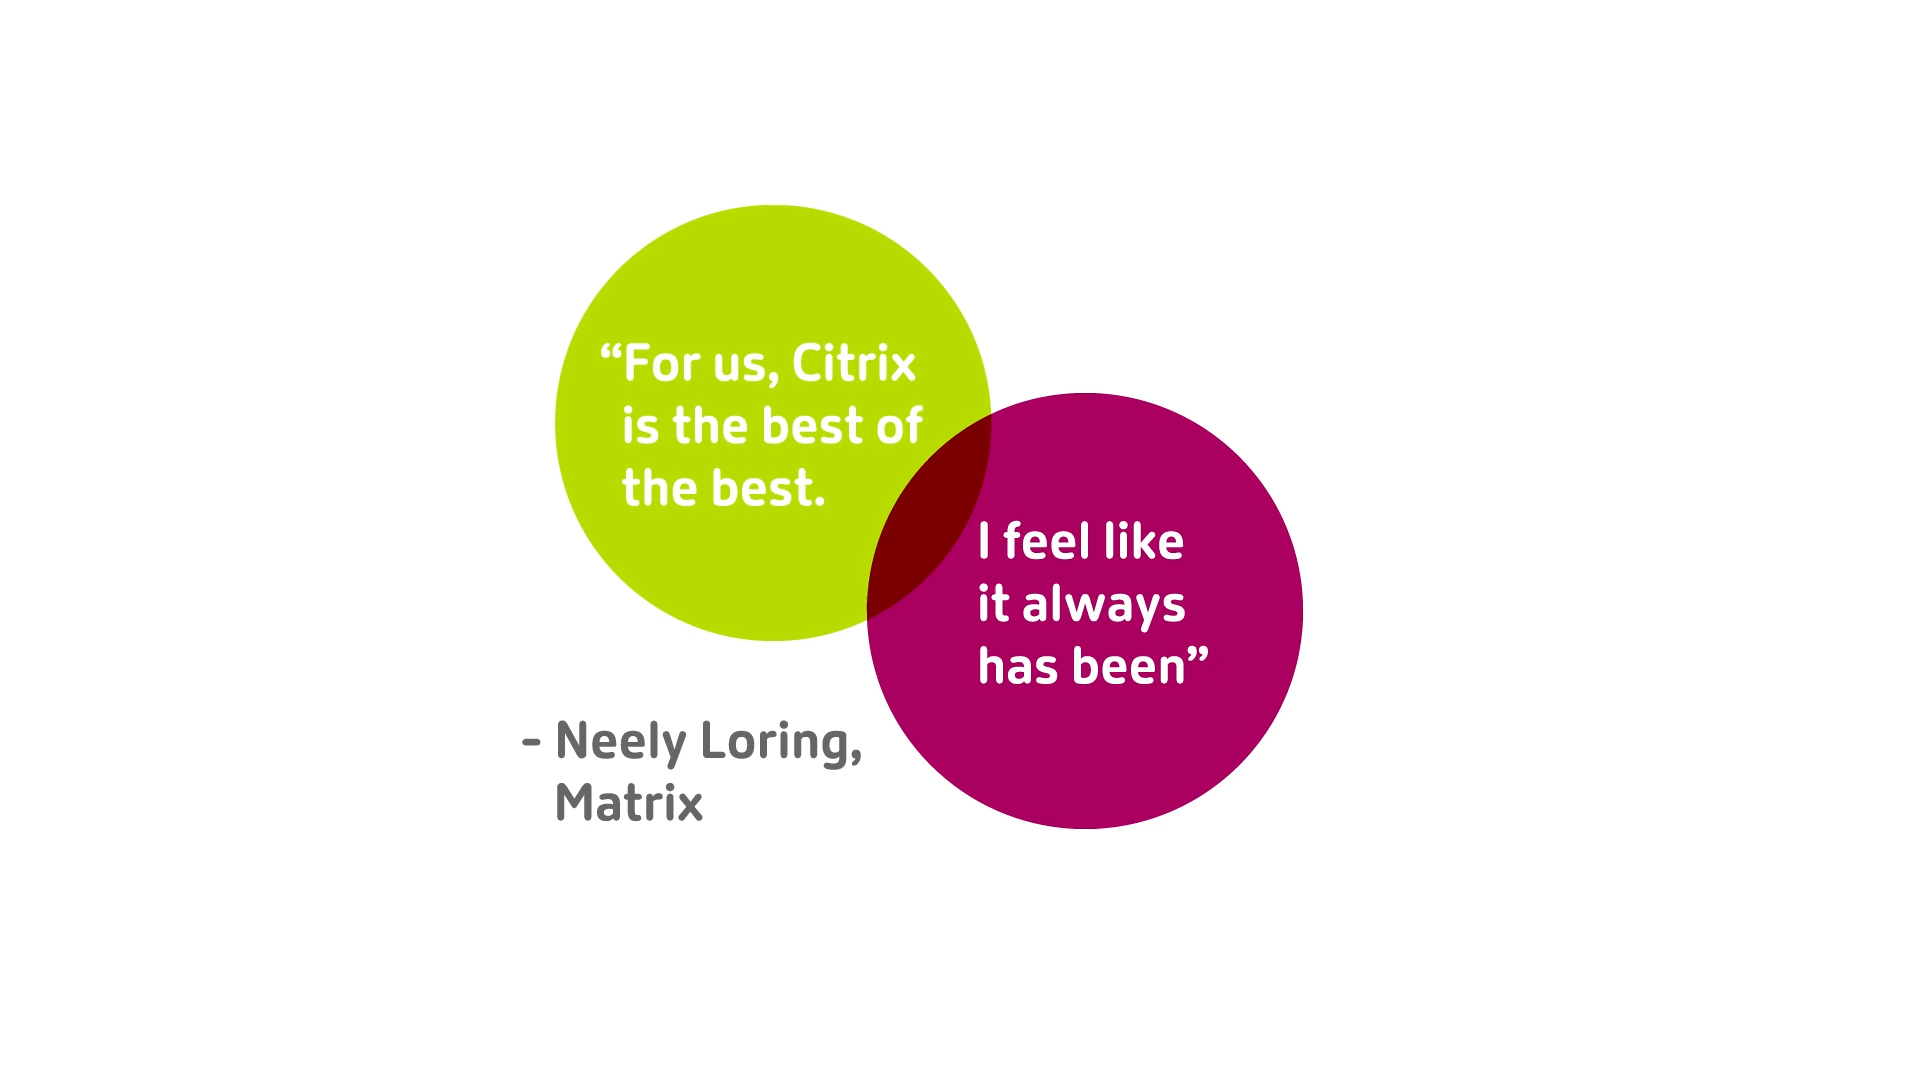 “For us, Citrix
is the best of
the best.
I feel like
it always
has been”
- Neely Loring,
Matrix